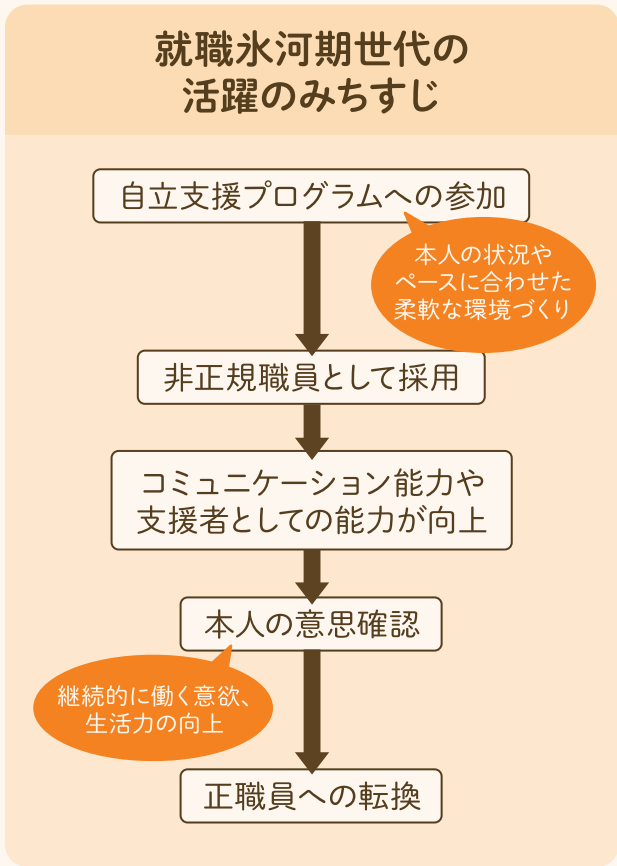 就職氷河期世代の
活躍のみちすじ
自立支援プログラムへの参加
本人の状況や
ペースに合わせた
柔軟な環境づくり
非正規職員として採用
コミュニケーション能力や
支援者としての能力が向上
本人の意思確認
継続的に働く意欲、
生活力の向上
正職員への転換